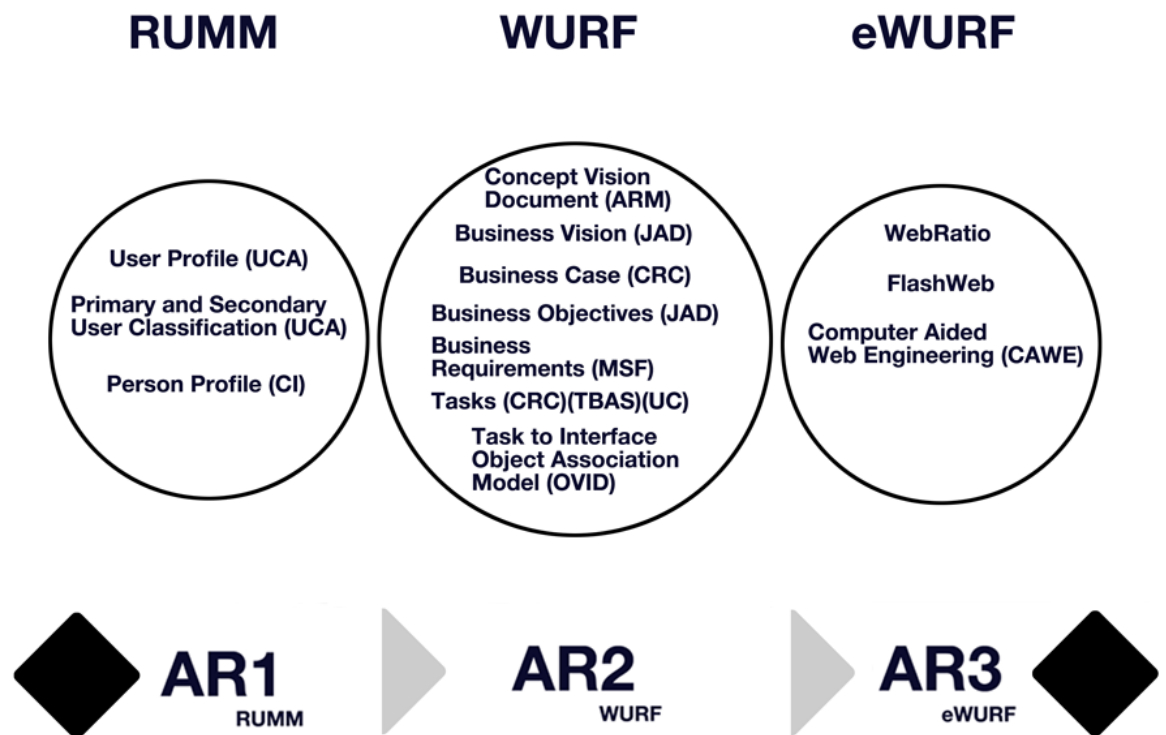 RUMM
WURF
eWURF
User Profile (UCA)
Primary and Secondary
User Classification (UCA)
Person Profile (CI)
Concept Vision
Document (ARM)
Business Vision (JAD)
Business Case (CRC)
Business Objectives (JAD)
Business
Requirements (MSF)
Tasks (CRC)(TBAS)(UC)
Task to Interface
Object Association
Model (OVID)
WebRatio
FlashWeb
Computer Aided
Web Engineering (CAWE)
AR1
RUMM
AR2
WURF
AR3
eWURF